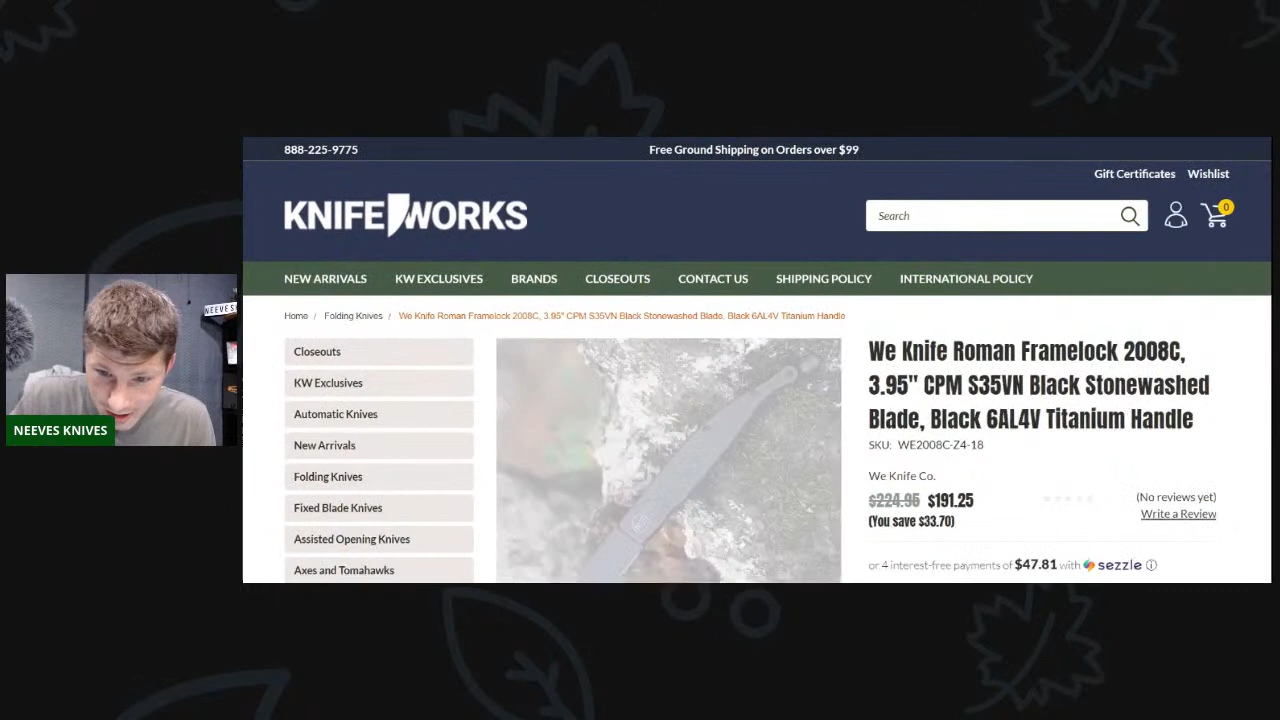 888-225-9775
Free Ground Shipping on Orders over $99
Gift Certificates Wishlist
KNIFEWORKS
Search
0
NEW ARRIVALS KW EXCLUSIVES BRANDS CLOSEOUTS CONTACT US SHIPPING POLICY INTERNATIONAL POLICY
Home / Folding Knives / We Knife Roman Framelock 2008C, 3.95" CPM S35VN Black Stonewashed Blade, Black 6AL4V Titanium Handle
Closeouts
KW Exclusives
Automatic Knives
New Arrivals
Folding Knives
Fixed Blade Knives
Assisted Opening Knives
Axes and Tomahawks
We Knife Roman Framelock 2008C,
3.95" CPM S35VN Black Stonewashed
Blade, Black 6AL4V Titanium Handle
SKU: WE2008C-Z4-18
We Knife Co.
$224.95 $191.25
(You save $33.70)
(No reviews yet)
Write a Review
or 4 interest-free payments of $47.81 with sezzle
NEEVES
NEEVES KNIVES